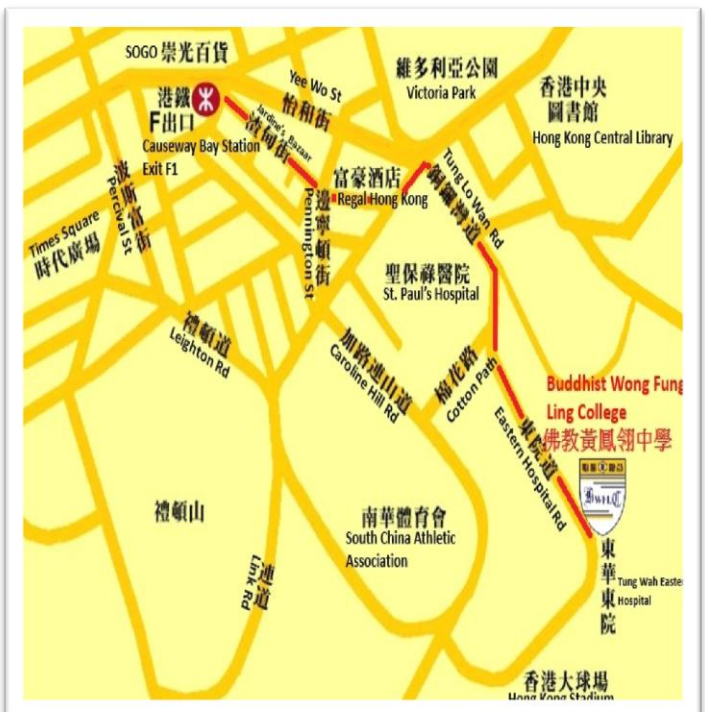 SOGO 崇光百貨
港鐵
F出口
Causeway Bay Station
Exit F1
Yee Wo St
怡和街
Jardine's Bazaar
渣甸街
維多利亞公園
Victoria Park
香港中央
圖書館
Hong Kong Central Library
波斯富街
Percival St
Times Square
時代廣場
富豪酒店
Regal Hong Kong
邊寧頓街
Pennington St
Tung Lo Wan Rd
銅鑼灣道
聖保祿醫院
St. Paul's Hospital
禮頓道
Leighton Rd
加路連山道
Caroline Hill Rd
棉花路
Cotton Path
Buddhist Wong Fung
Ling College
佛教黃鳳翎中學
東院道
Eastern Hospital Rd
BWFLC
禮頓山
南華體育會
South China Athletic
Association
連道
Link Rd
東華東院
Tung Wah Easte
Hospital
香港大球場
Hong Kong Stadium